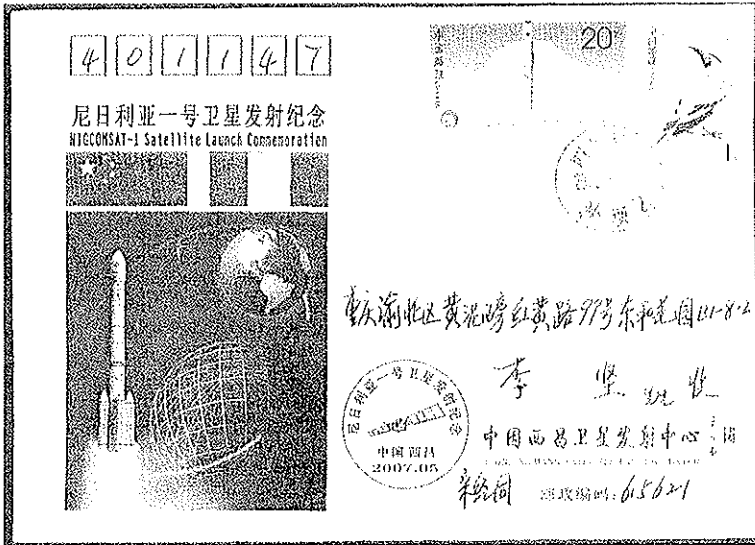 401147
20
尼日利亚一号卫星发射纪念
NIGCOMSAT-1 Satellite Launch Commemoration
重庆渝北区黄泥磅红黄路99号东和花园
李 坚
尼日利亚一号卫星发射纪念
中国 西昌
2007.05
中国西昌卫星发射中心
邮政编码: 615621